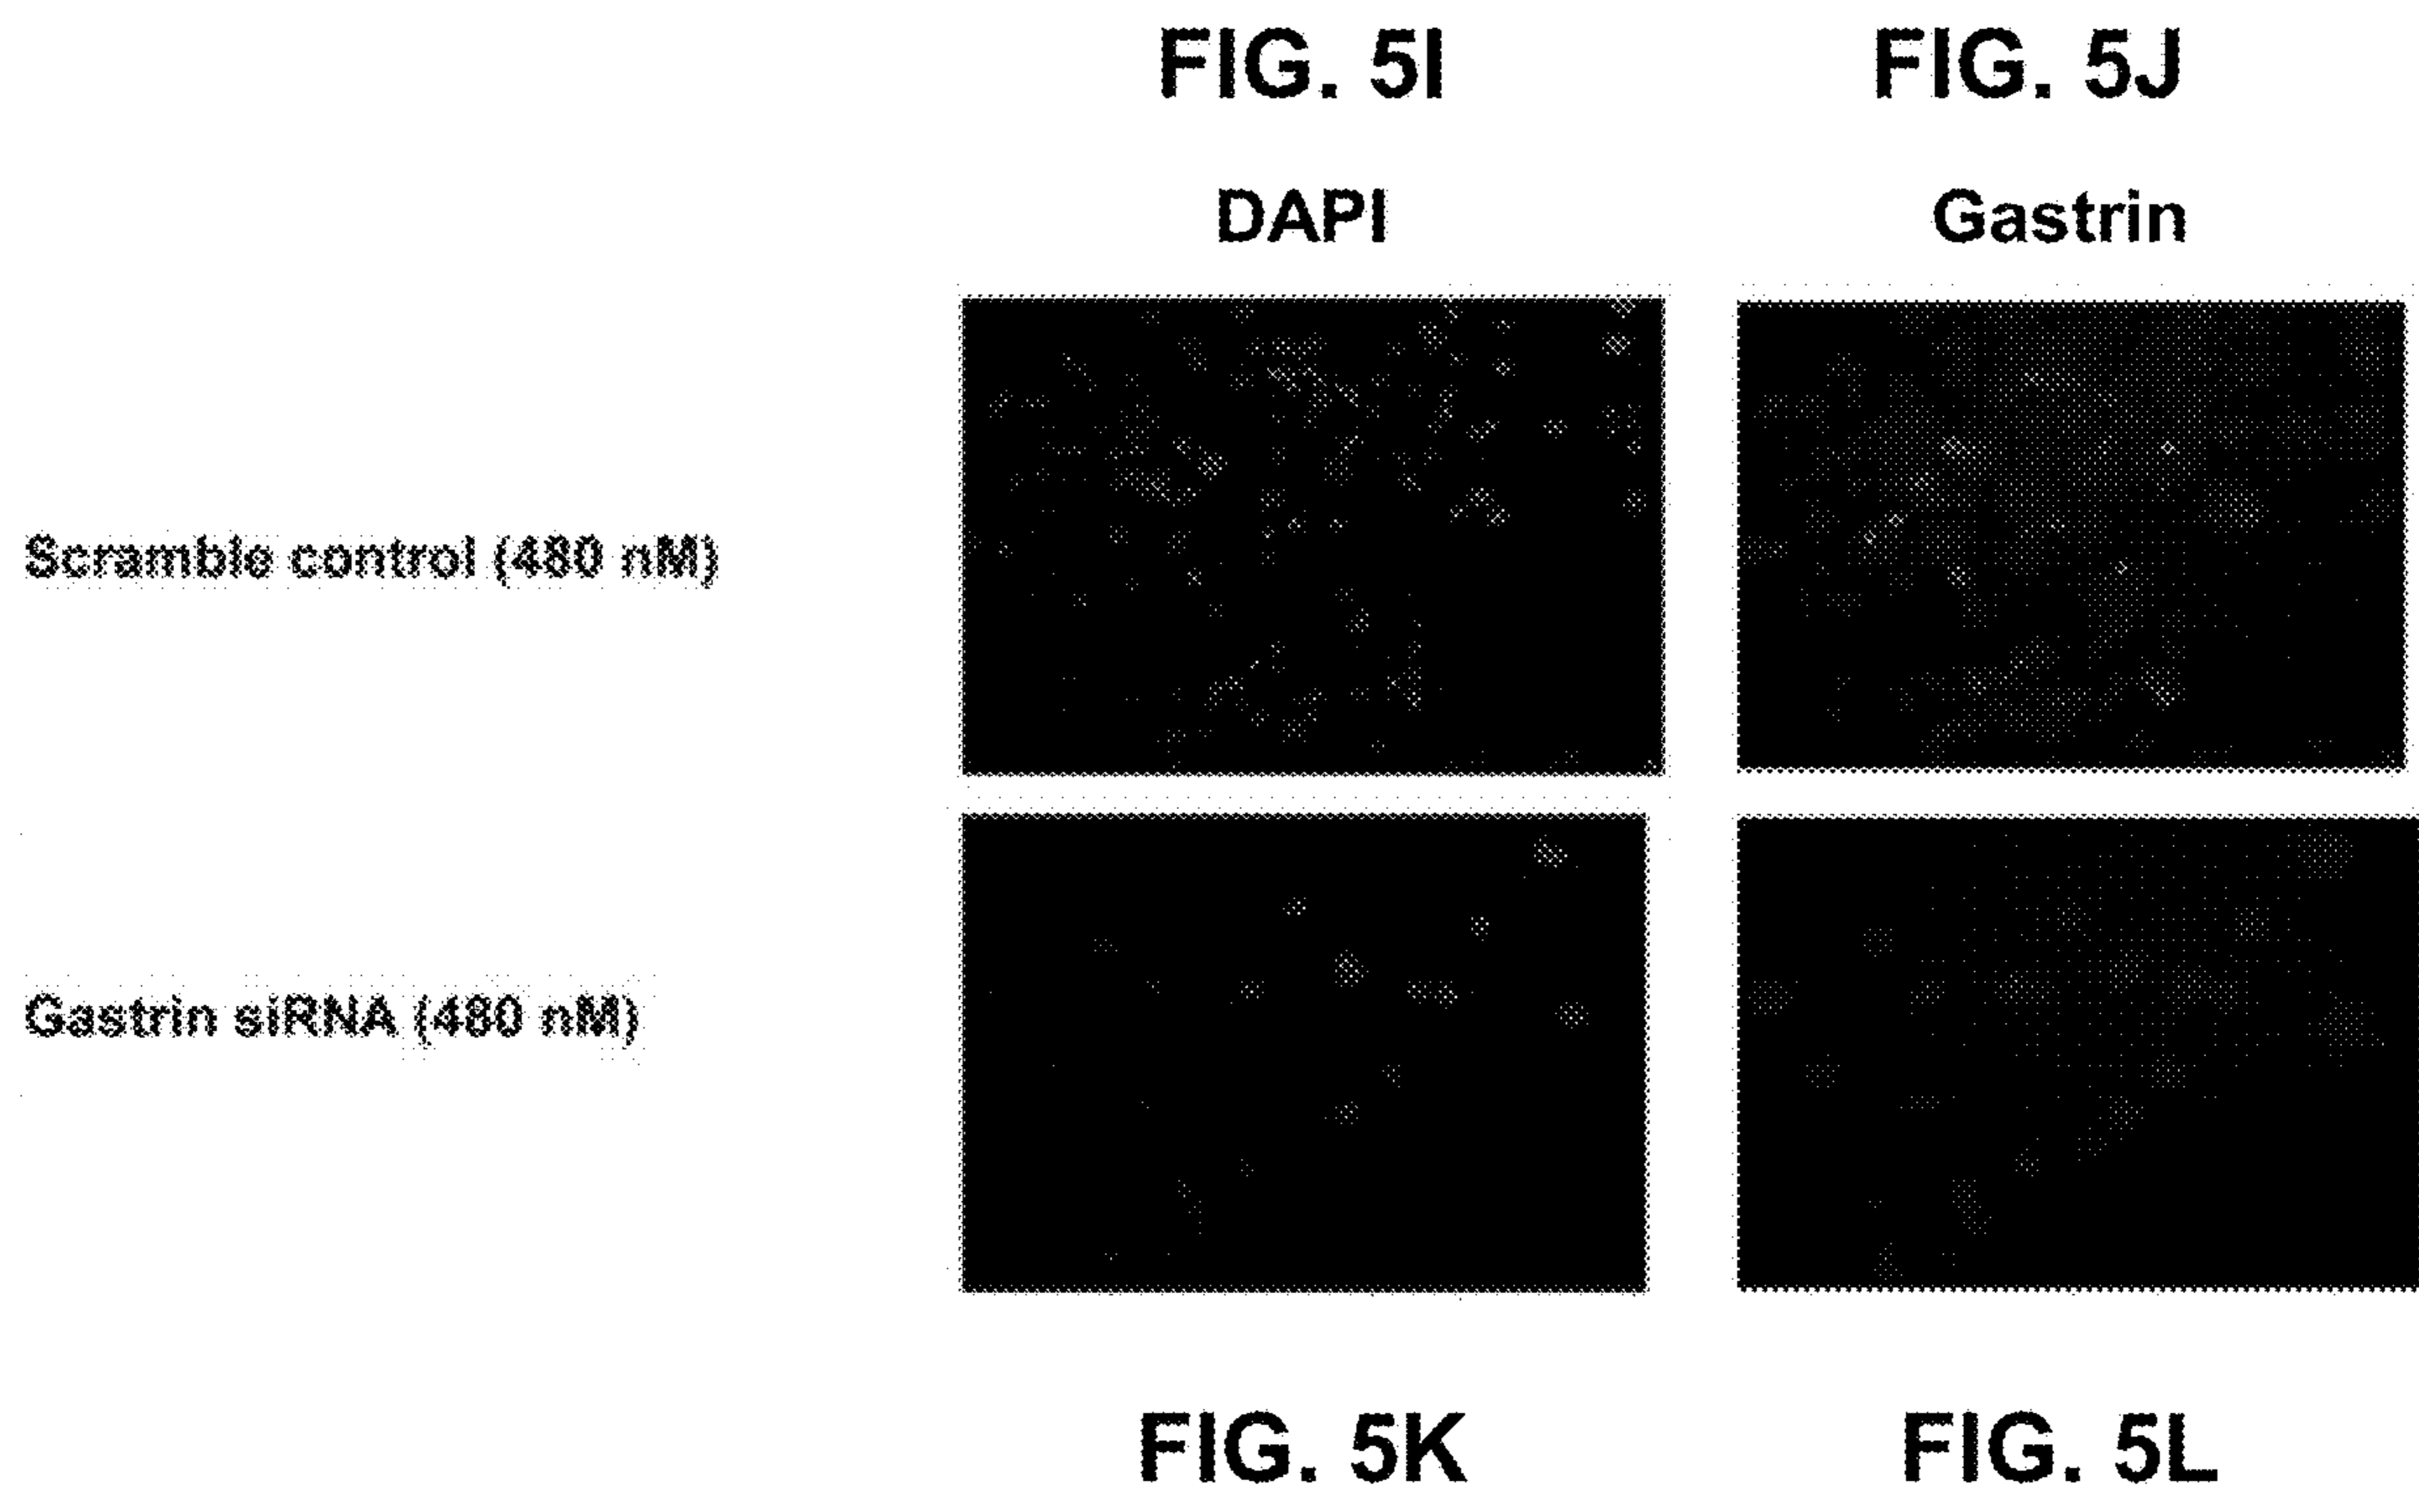 FIG. 5I
FIG. 5J
DAPI
Gastrin
Scramble control (480 nM)
Gastrin siRNA (480 nM)
FIG. 5K
FIG. 5L